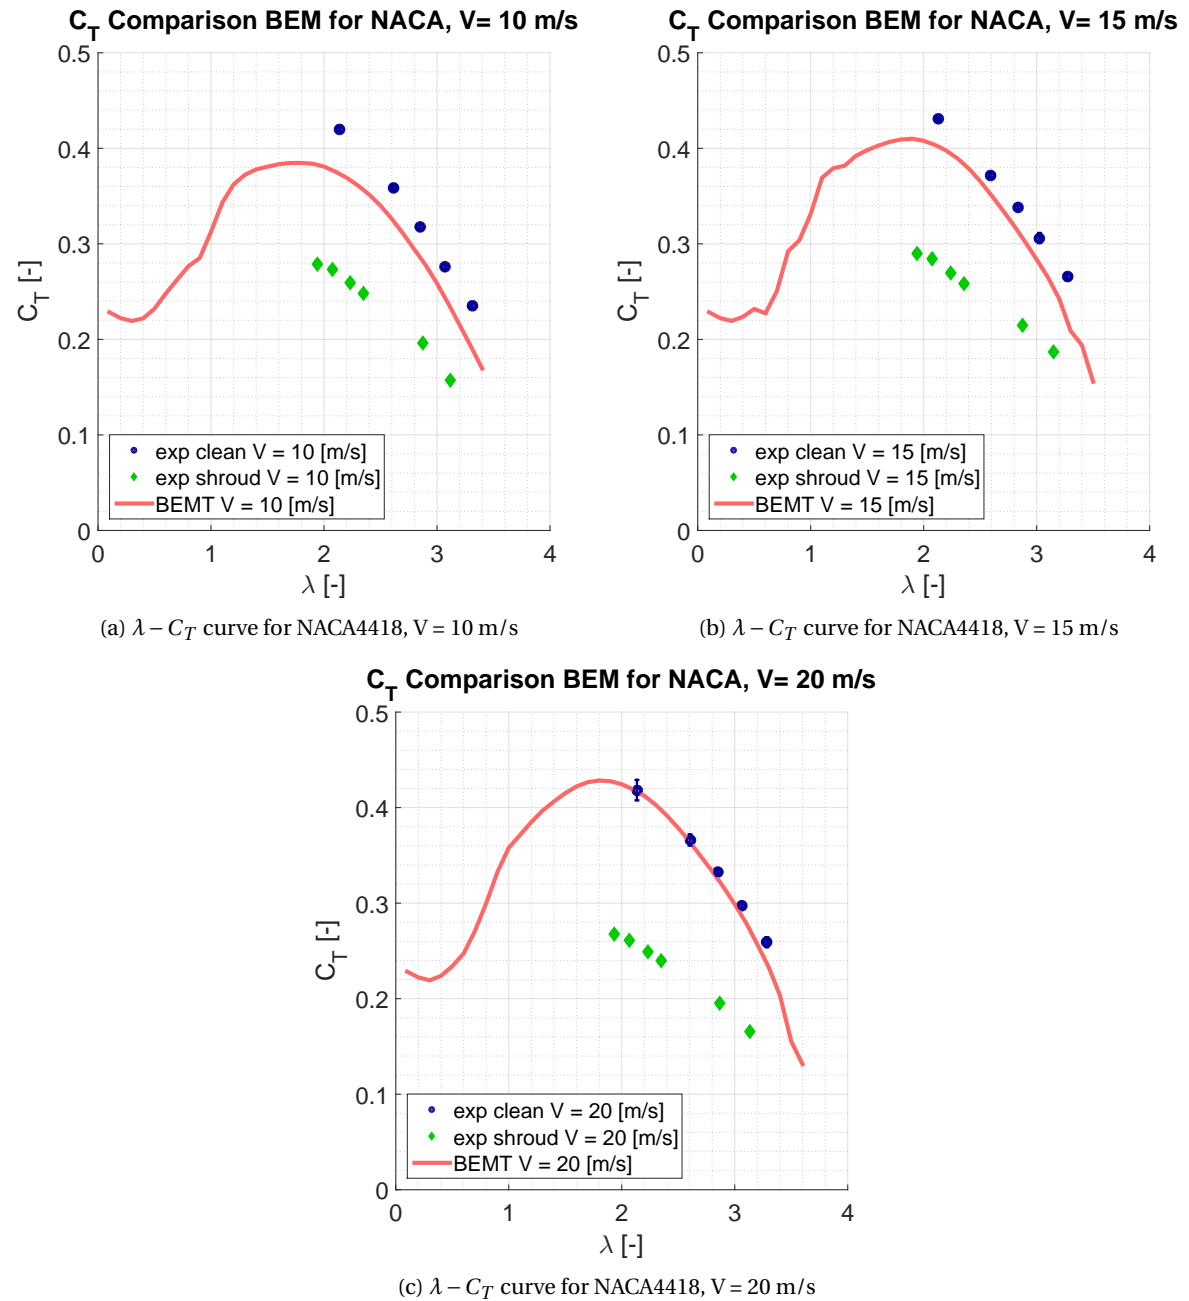 C_T Comparison BEM for NACA, V= 10 m/s
0.5
0.4
0.3
0.2
0.1
0
C_T [-]
exp clean V = 10 [m/s]
exp shroud V = 10 [m/s]
BEMT V = 10 [m/s]
0 1 2 3 4
λ [-]
(a) λ – C_T curve for NACA4418, V = 10 m/s
C_T Comparison BEM for NACA, V= 15 m/s
0.5
0.4
0.3
0.2
0.1
0
C_T [-]
exp clean V = 15 [m/s]
exp shroud V = 15 [m/s]
BEMT V = 15 [m/s]
0 1 2 3 4
λ [-]
(b) λ – C_T curve for NACA4418, V = 15 m/s
C_T Comparison BEM for NACA, V= 20 m/s
0.5
0.4
0.3
0.2
0.1
0
C_T [-]
exp clean V = 20 [m/s]
exp shroud V = 20 [m/s]
BEMT V = 20 [m/s]
0 1 2 3 4
λ [-]
(c) λ – C_T curve for NACA4418, V = 20 m/s